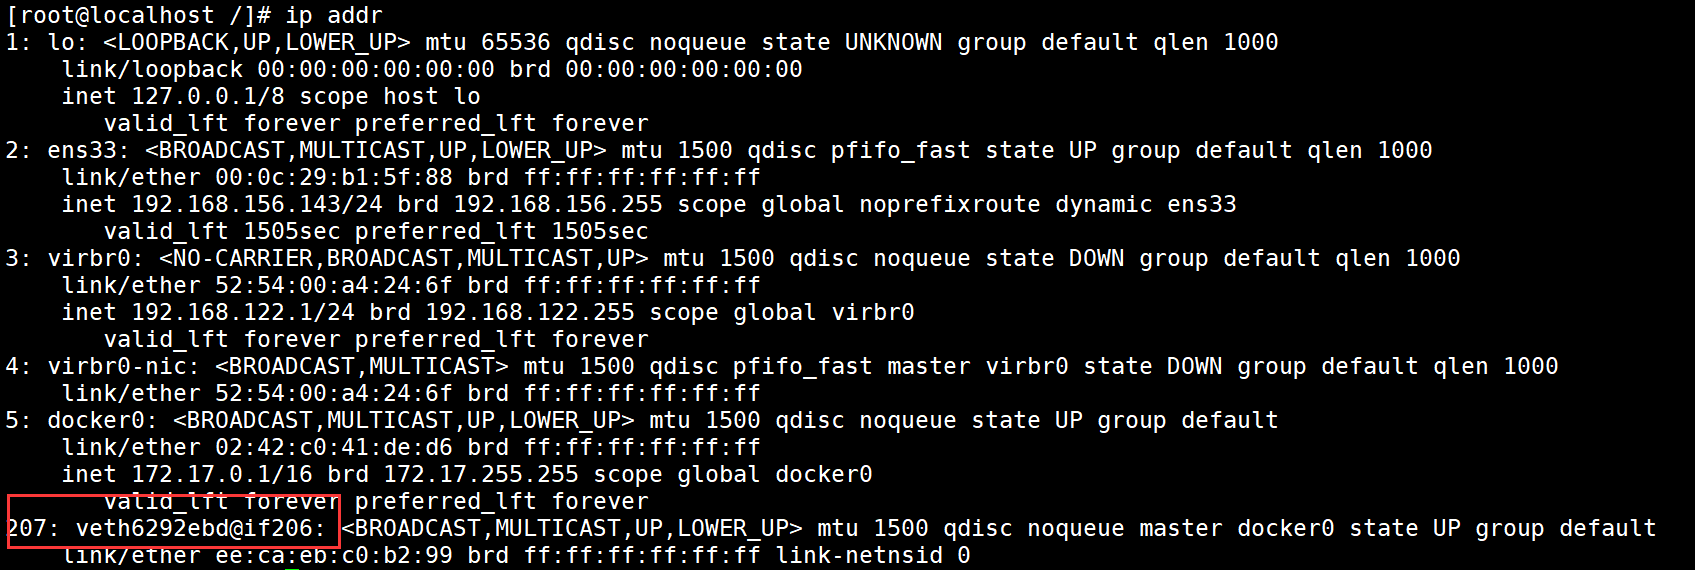 [root@localhost /]# ip addr
1: lo: <LOOPBACK,UP,LOWER_UP> mtu 65536 qdisc noqueue state UNKNOWN group default qlen 1000
    link/loopback 00:00:00:00:00:00 brd 00:00:00:00:00:00
    inet 127.0.0.1/8 scope host lo
       valid_lft forever preferred_lft forever
2: ens33: <BROADCAST,MULTICAST,UP,LOWER_UP> mtu 1500 qdisc pfifo_fast state UP group default qlen 1000
    link/ether 00:0c:29:b1:5f:88 brd ff:ff:ff:ff:ff:ff
    inet 192.168.156.143/24 brd 192.168.156.255 scope global noprefixroute dynamic ens33
       valid_lft 1505sec preferred_lft 1505sec
3: virbr0: <NO-CARRIER,BROADCAST,MULTICAST,UP> mtu 1500 qdisc noqueue state DOWN group default qlen 1000
    link/ether 52:54:00:a4:24:6f brd ff:ff:ff:ff:ff:ff
    inet 192.168.122.1/24 brd 192.168.122.255 scope global virbr0
       valid_lft forever preferred_lft forever
4: virbr0-nic: <BROADCAST,MULTICAST> mtu 1500 qdisc pfifo_fast master virbr0 state DOWN group default qlen 1000
    link/ether 52:54:00:a4:24:6f brd ff:ff:ff:ff:ff:ff
5: docker0: <BROADCAST,MULTICAST,UP,LOWER_UP> mtu 1500 qdisc noqueue state UP group default
    link/ether 02:42:c0:41:de:d6 brd ff:ff:ff:ff:ff:ff
    inet 172.17.0.1/16 brd 172.17.255.255 scope global docker0
       valid_lft forever preferred_lft forever
207: veth6292ebd@if206: <BROADCAST,MULTICAST,UP,LOWER_UP> mtu 1500 qdisc noqueue master docker0 state UP group default
    link/ether ee:ca:eb:c0:b2:99 brd ff:ff:ff:ff:ff:ff link-netnsid 0